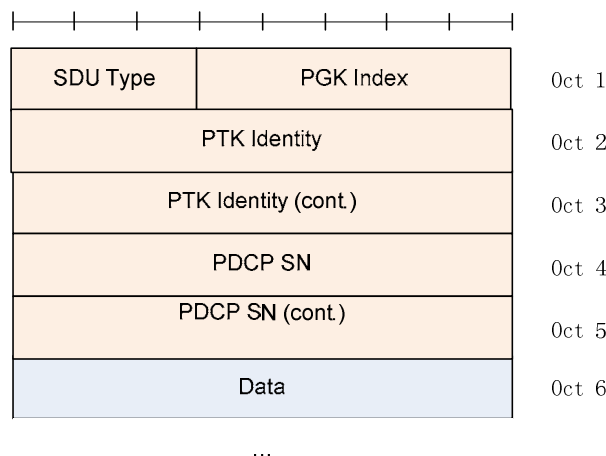 SDU Type PGK Index Oct 1
PTK Identity Oct 2
PTK Identity (cont.) Oct 3
PDCP SN Oct 4
PDCP SN (cont.) Oct 5
Data Oct 6
...